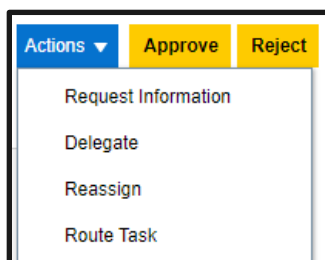 Actions Approve Reject
Request Information
Delegate
Reassign
Route Task